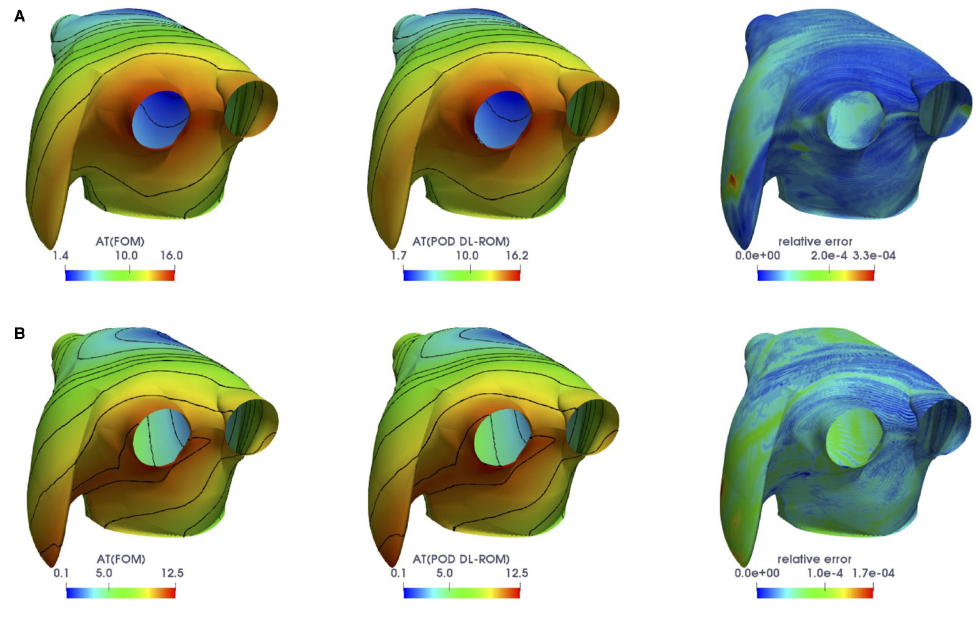 A
AT(FOM)
1.4 10.0 16.0
AT(POD DL-ROM)
1.7 10.0 16.2
relative error
0.0e+00 2.0e-4 3.3e-04
B
AT(FOM)
0.1 5.0 12.5
AT(POD DL-ROM)
0.1 5.0 12.5
relative error
0.0e+00 1.0e-4 1.7e-04